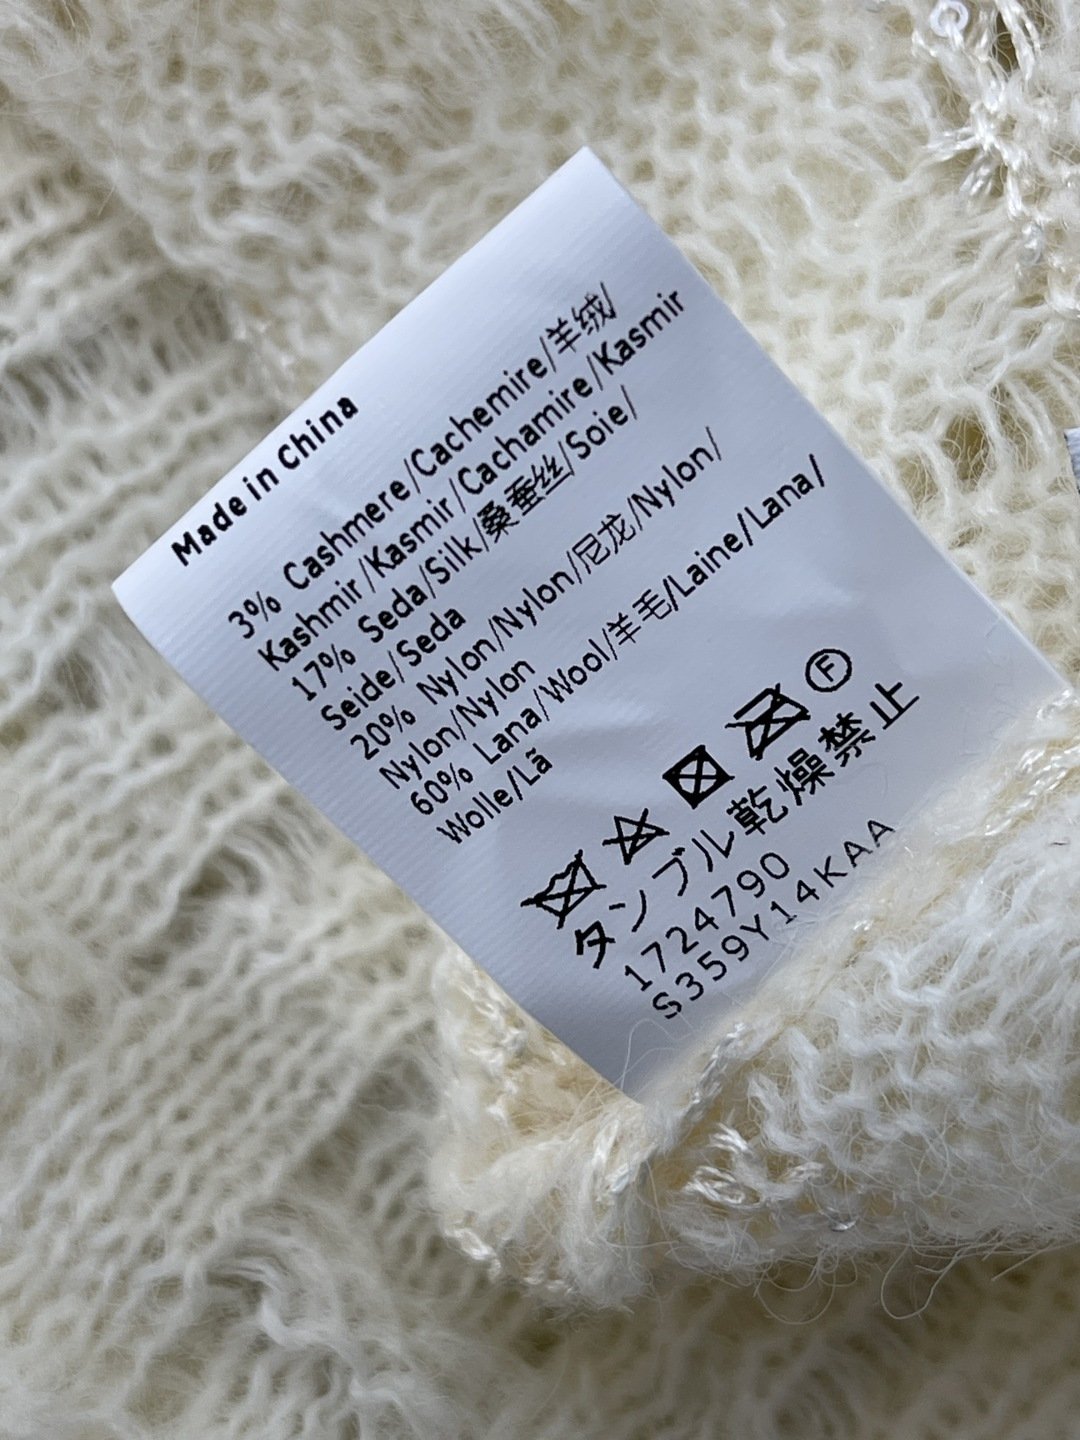 Made in China
3% Cashmere/Cachemire/羊绒/
Kashmir/Kasmir/Cachamire/Kasmir
17% Seda/Silk/桑蚕丝/Soie/
Seide/Seda
20% Nylon/Nylon/尼龙/Nylon/
Nylon/Nylon
60% Lana/Wool/羊毛/Laine/Lana/
Wolle/Lã
F
タンブル乾燥禁止
1724790
S359Y14KAA